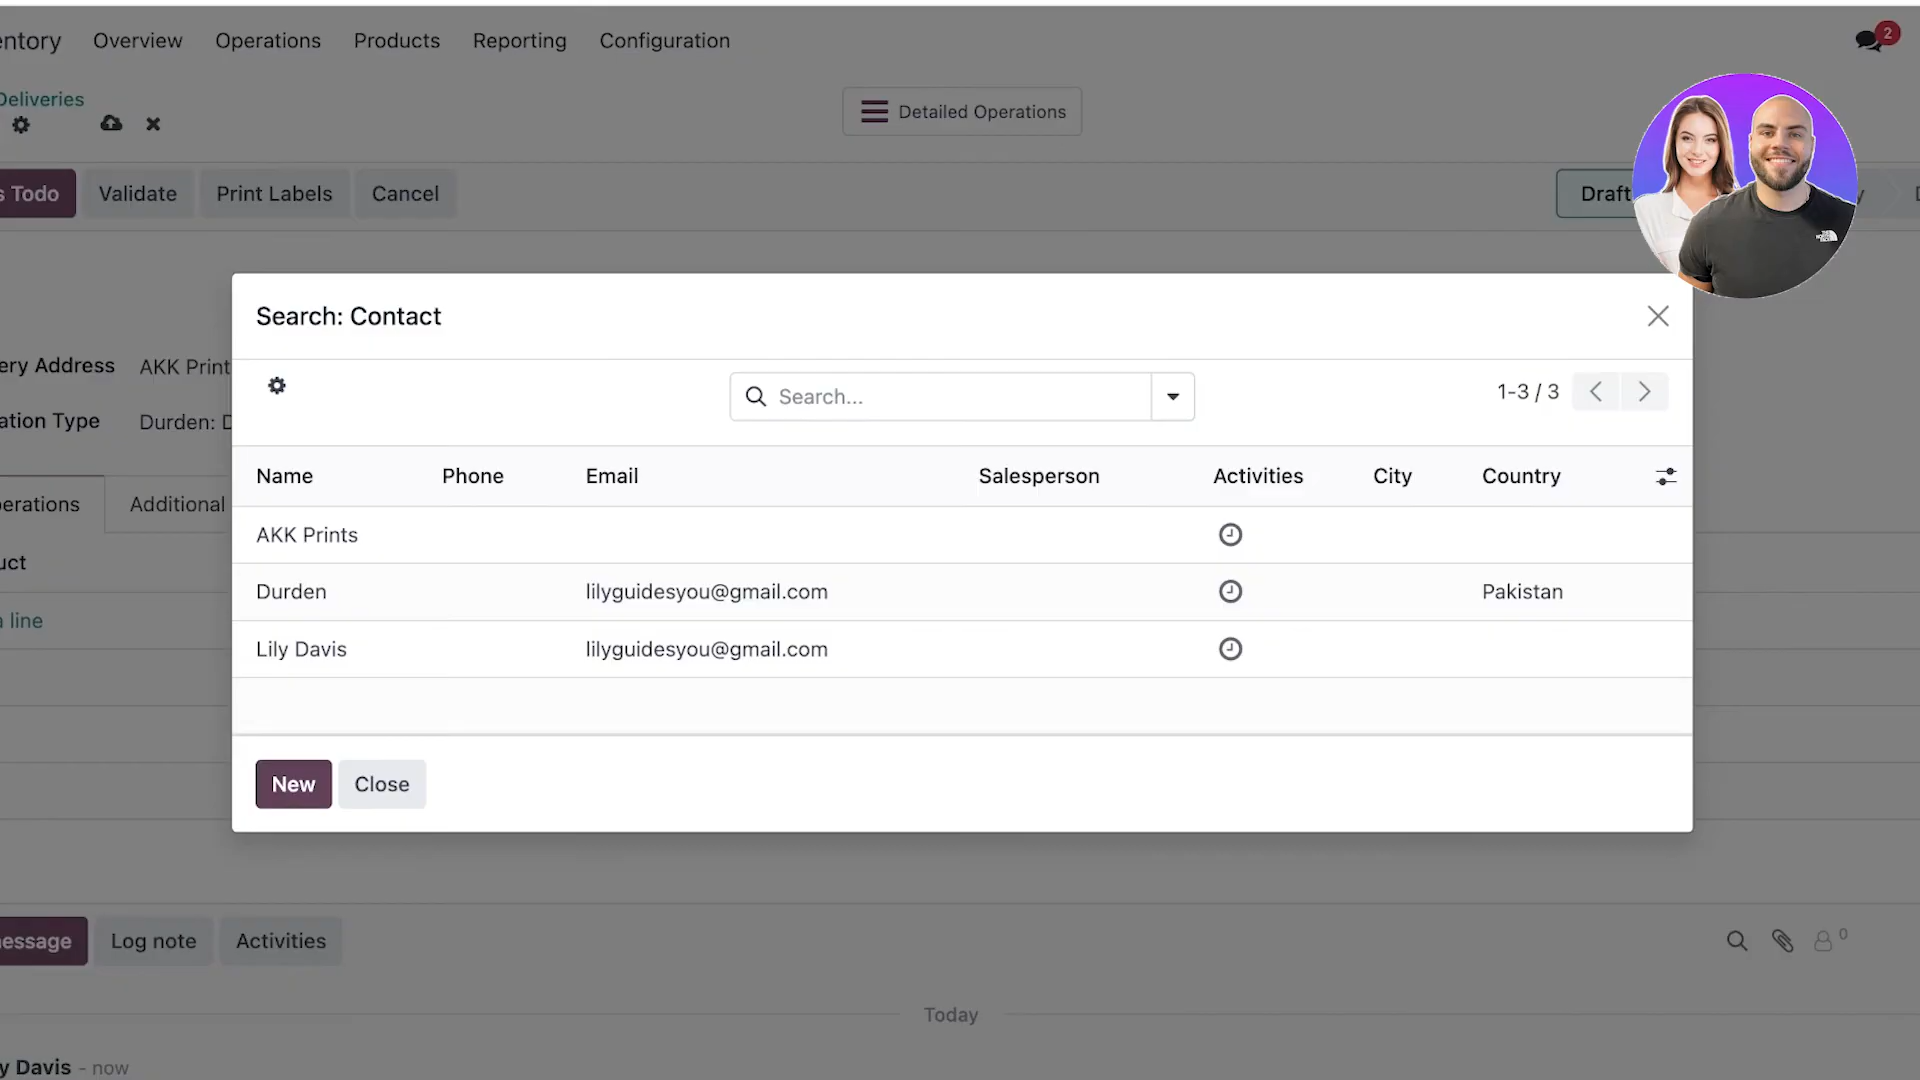 entory Overview Operations Products Reporting Configuration 2
Deliveries
Detailed Operations
s Todo Validate Print Labels Cancel Draft
Search: Contact
ery Address AKK Print
Search... 1-3 / 3
ation Type Durden: D
Name Phone Email Salesperson Activities City Country
erations Additional
AKK Prints
uct
Durden lilyguidesyou@gmail.com Pakistan
a line
Lily Davis lilyguidesyou@gmail.com
New Close
essage Log note Activities 0
Today
y Davis - now